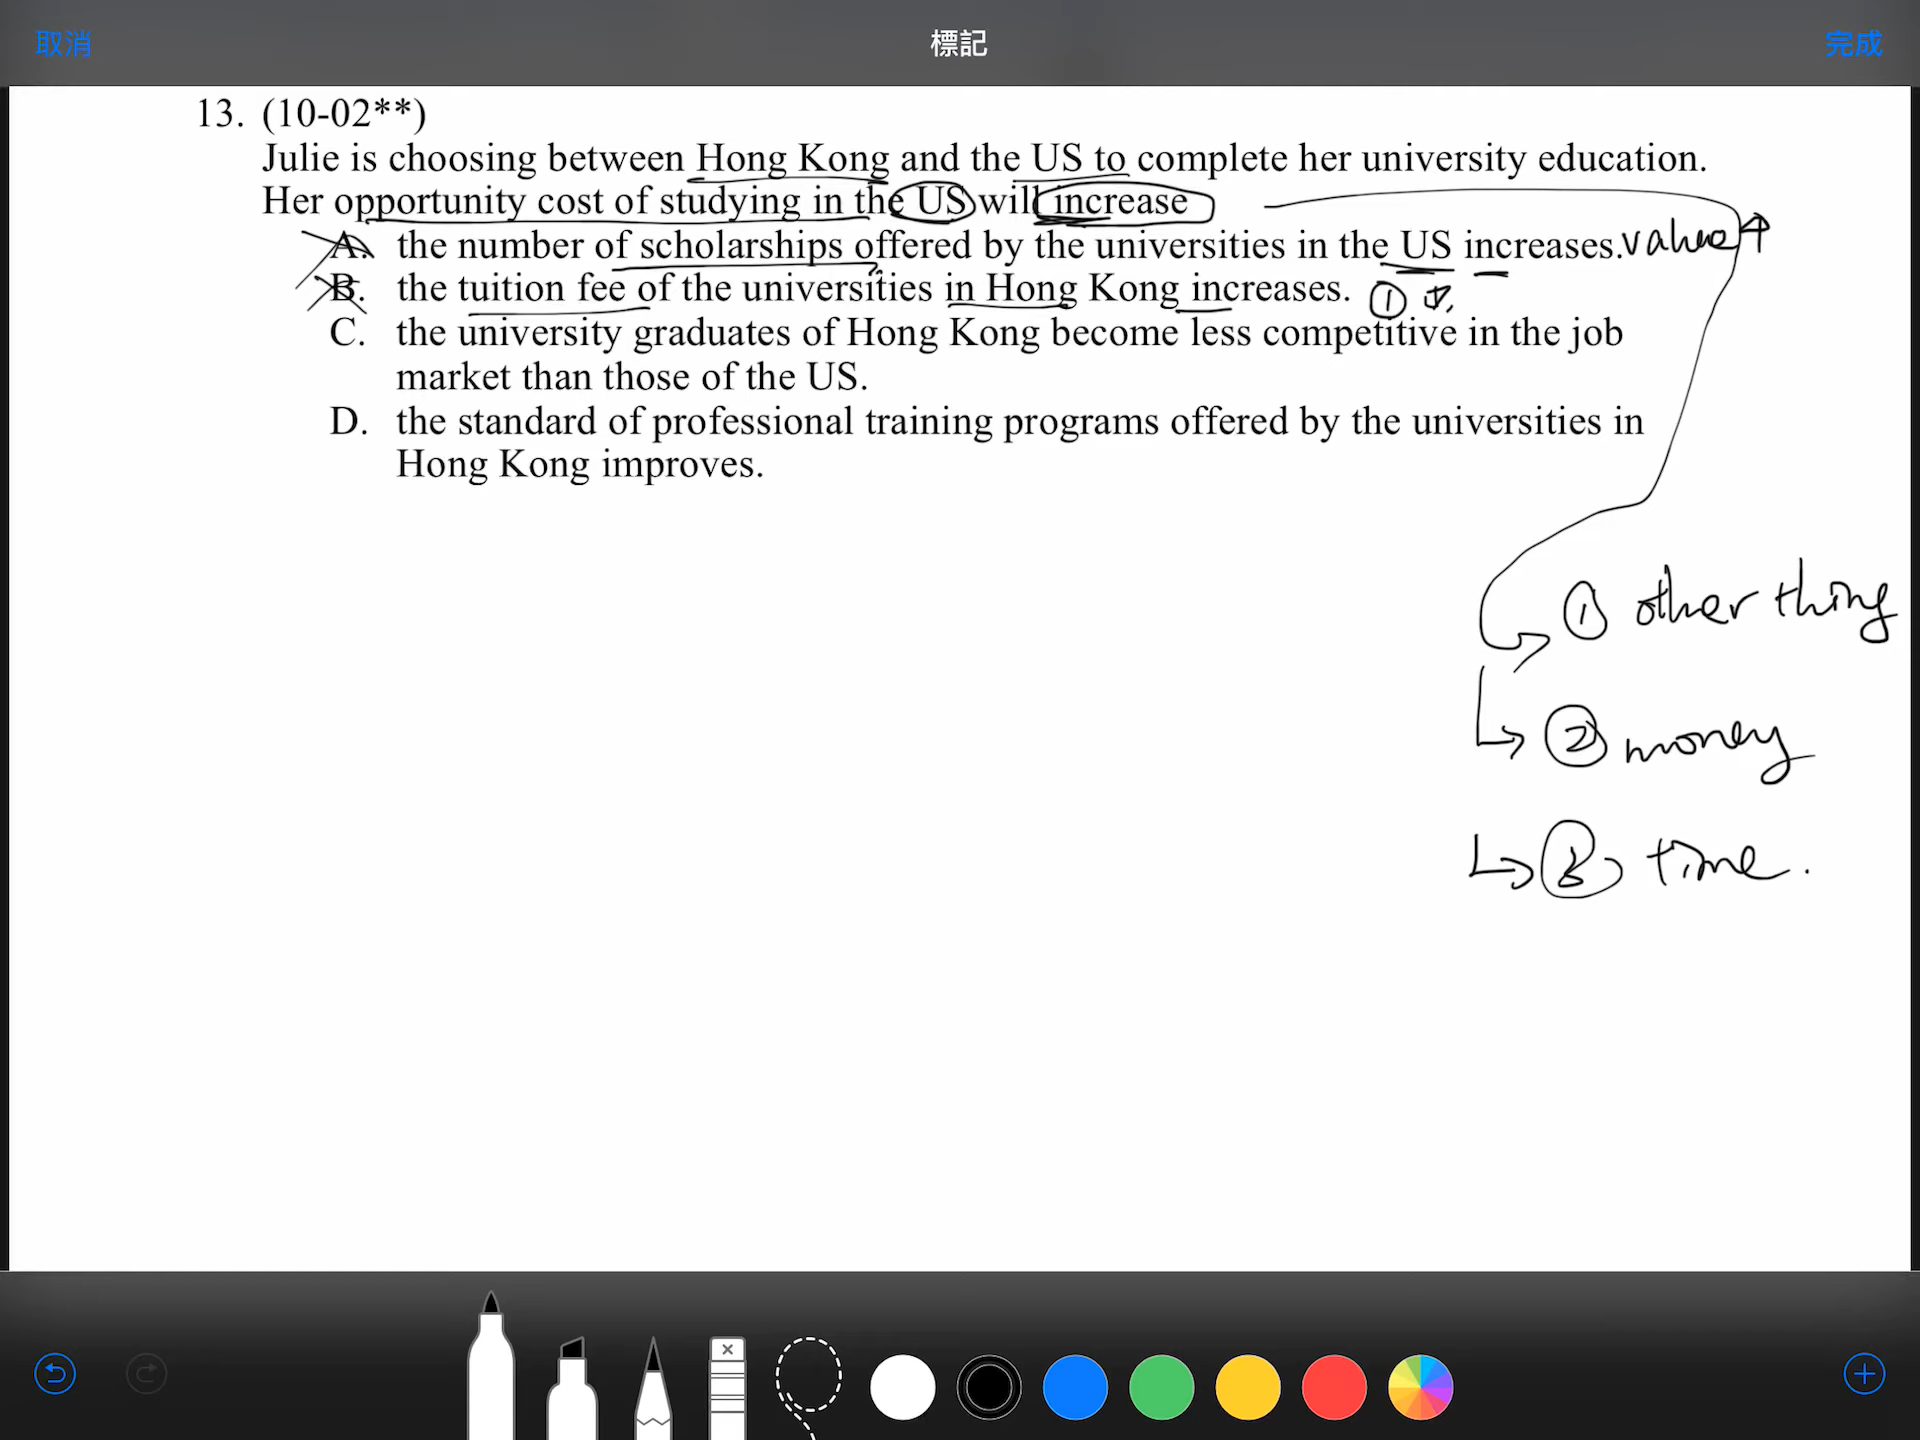 取消
標記
完成
13. (10-02**)
Julie is choosing between Hong Kong and the US to complete her university education.
Her opportunity cost of studying in the US will increase
A. the number of scholarships offered by the universities in the US increases. value↑
B. the tuition fee of the universities in Hong Kong increases. ① ↓
C. the university graduates of Hong Kong become less competitive in the job
market than those of the US.
D. the standard of professional training programs offered by the universities in
Hong Kong improves.
① other thing
② money
③ time.